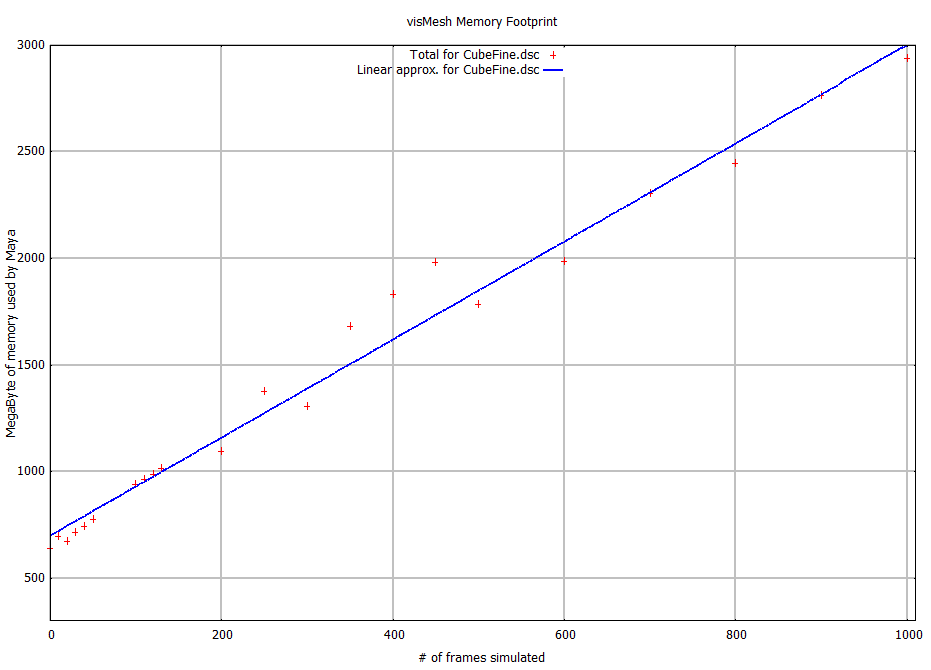 visMesh Memory Footprint
Total for CubeFine.dsc
Linear approx. for CubeFine.dsc
3000
2500
2000
1500
1000
500
MegaByte of memory used by Maya
0 200 400 600 800 1000
# of frames simulated